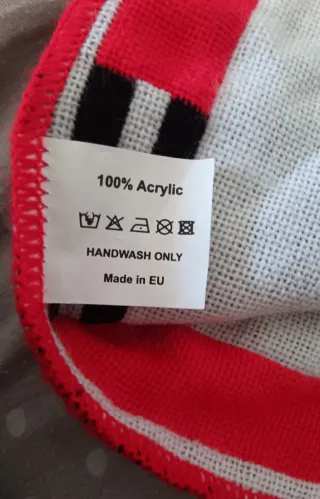 100% Acrylic
HANDWASH ONLY
Made in EU